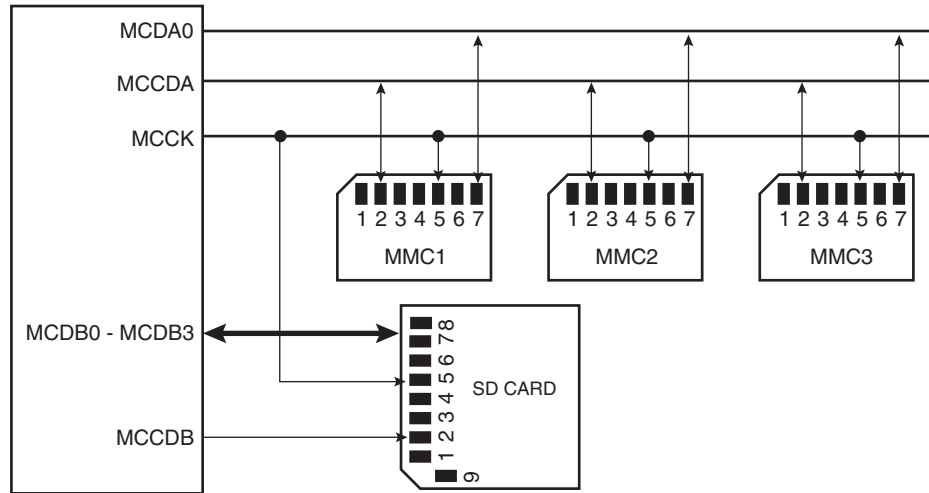 MCDA0
MCCDA
MCCK
1 2 3 4 5 6 7
MMC1
1 2 3 4 5 6 7
MMC2
1 2 3 4 5 6 7
MMC3
MCDB0 - MCDB3
MCCDB
1 2 3 4 5 6 7 8
9
SD CARD